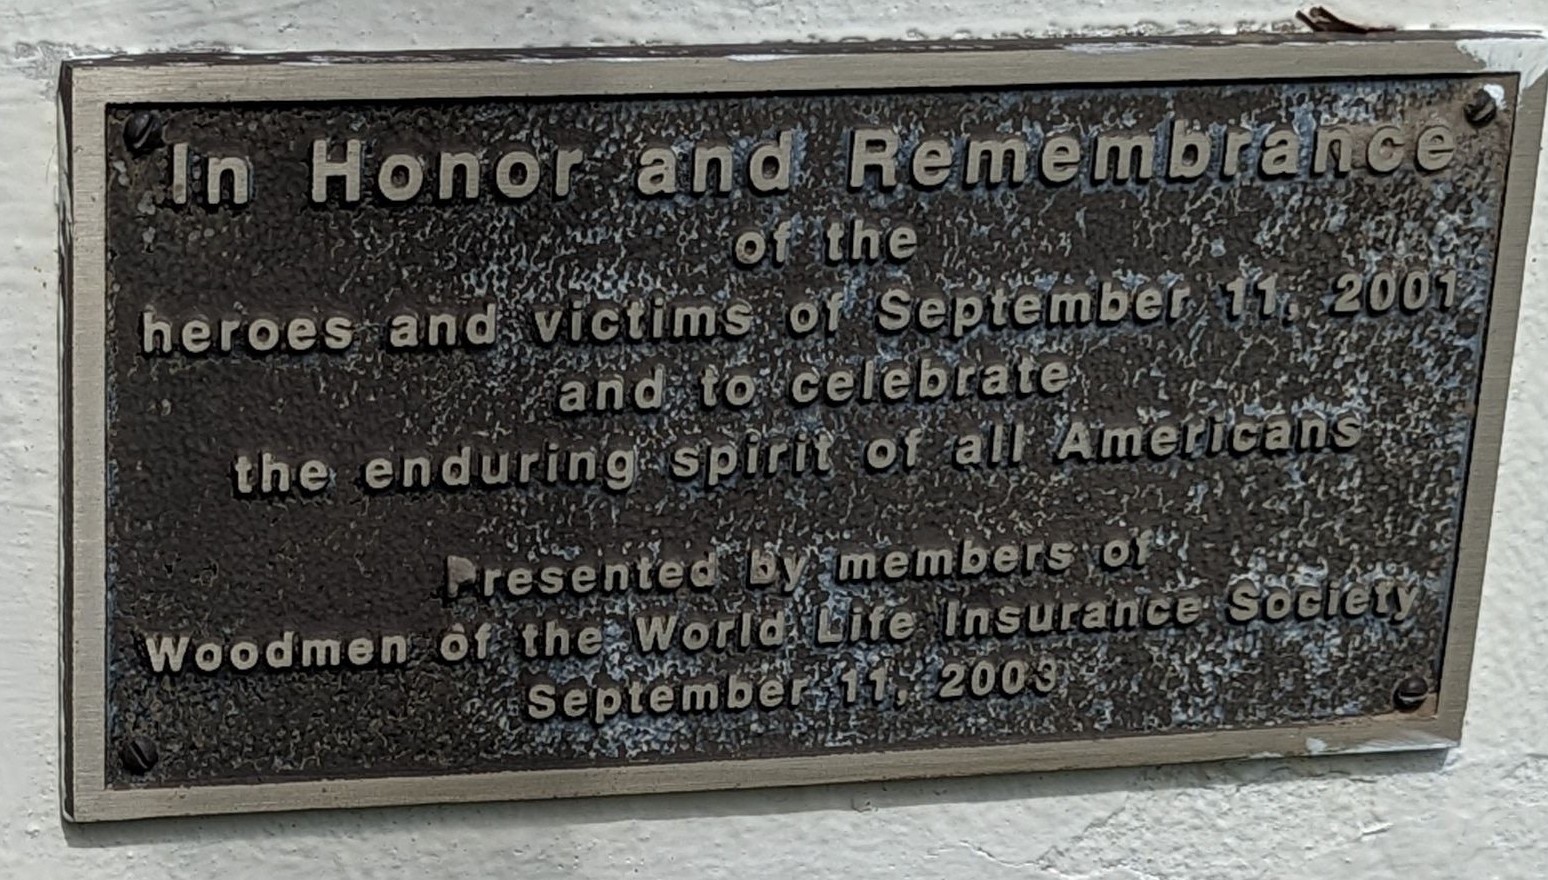 In Honor and Remembrance
of the
heroes and victims of September 11, 2001
and to celebrate
the enduring spirit of all Americans
Presented by members of
Woodmen of the World Life Insurance Society
September 11, 2003